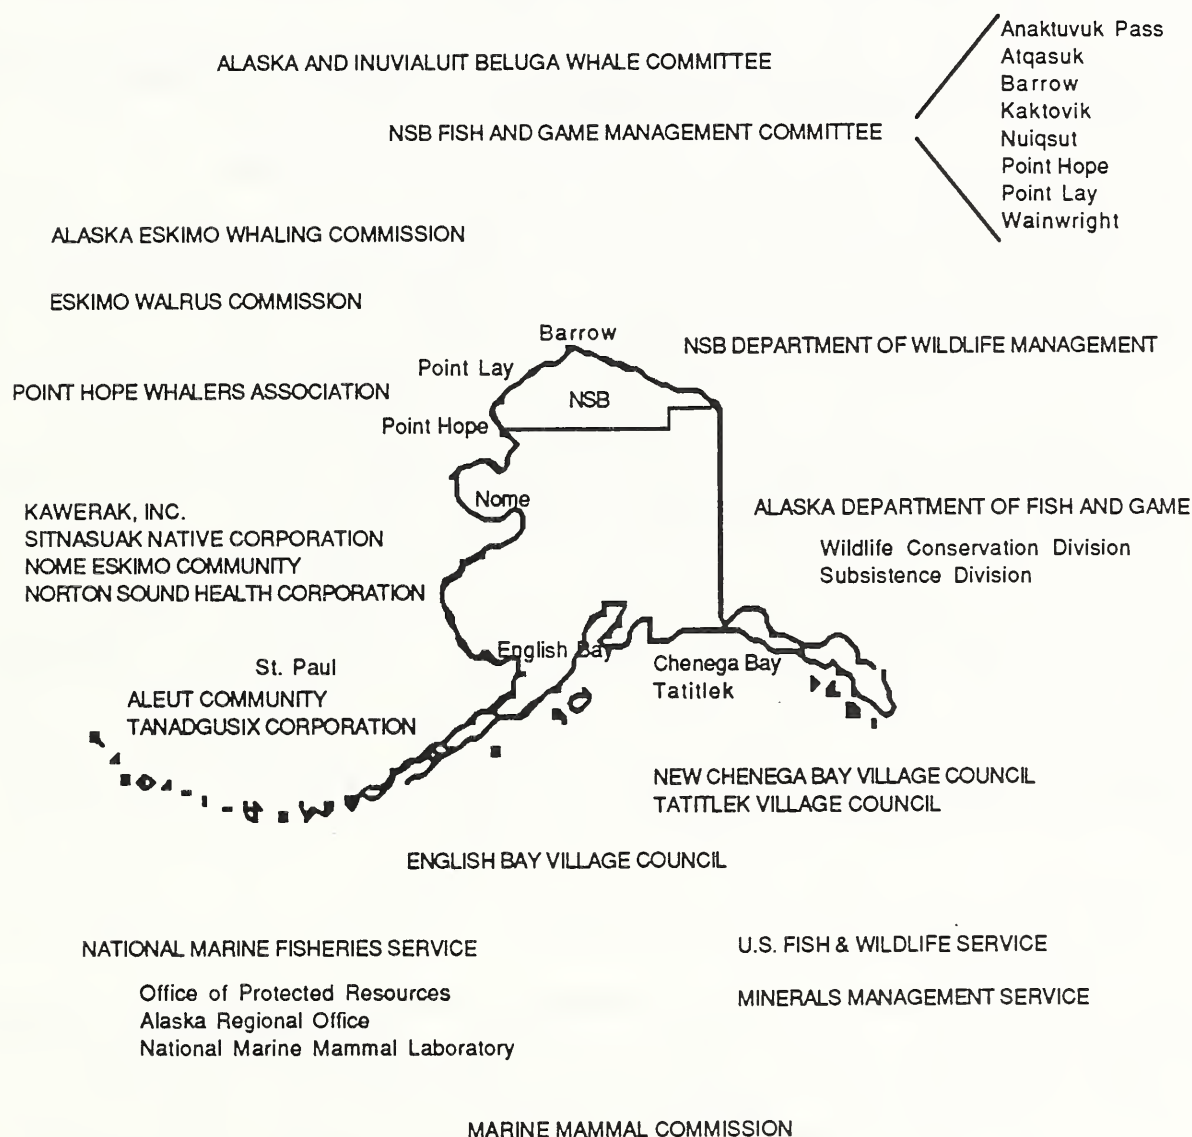 Anaktuvuk Pass
ALASKA AND INUVIALUIT BELUGA WHALE COMMITTEE
Atqasuk
Barrow
Kaktovik
NSB FISH AND GAME MANAGEMENT COMMITTEE
Nuiqsut
Point Hope
Point Lay
Wainwright
ALASKA ESKIMO WHALING COMMISSION
ESKIMO WALRUS COMMISSION
Barrow
NSB DEPARTMENT OF WILDLIFE MANAGEMENT
Point Lay
POINT HOPE WHALERS ASSOCIATION
NSB
Point Hope
Nome
KAWERAK, INC.
SITNASUAK NATIVE CORPORATION
NOME ESKIMO COMMUNITY
NORTON SOUND HEALTH CORPORATION
ALASKA DEPARTMENT OF FISH AND GAME
Wildlife Conservation Division
Subsistence Division
English Bay
St. Paul
ALEUT COMMUNITY
TANADGUSIX CORPORATION
Chenega Bay
Tatitlek
NEW CHENEGA BAY VILLAGE COUNCIL
TATITLEK VILLAGE COUNCIL
ENGLISH BAY VILLAGE COUNCIL
NATIONAL MARINE FISHERIES SERVICE
Office of Protected Resources
Alaska Regional Office
National Marine Mammal Laboratory
U.S. FISH & WILDLIFE SERVICE
MINERALS MANAGEMENT SERVICE
MARINE MAMMAL COMMISSION